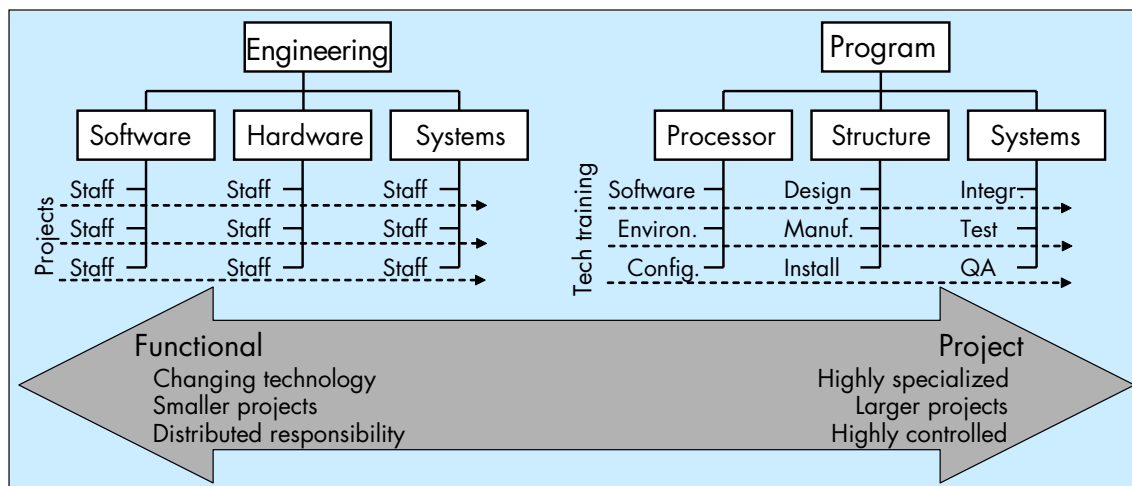 Engineering
Software Hardware Systems
Projects
Staff Staff Staff
Staff Staff Staff
Staff Staff Staff
Program
Processor Structure Systems
Tech training
Software Design Integr.
Environ. Manuf. Test
Config. Install QA
Functional
Changing technology
Smaller projects
Distributed responsibility
Project
Highly specialized
Larger projects
Highly controlled